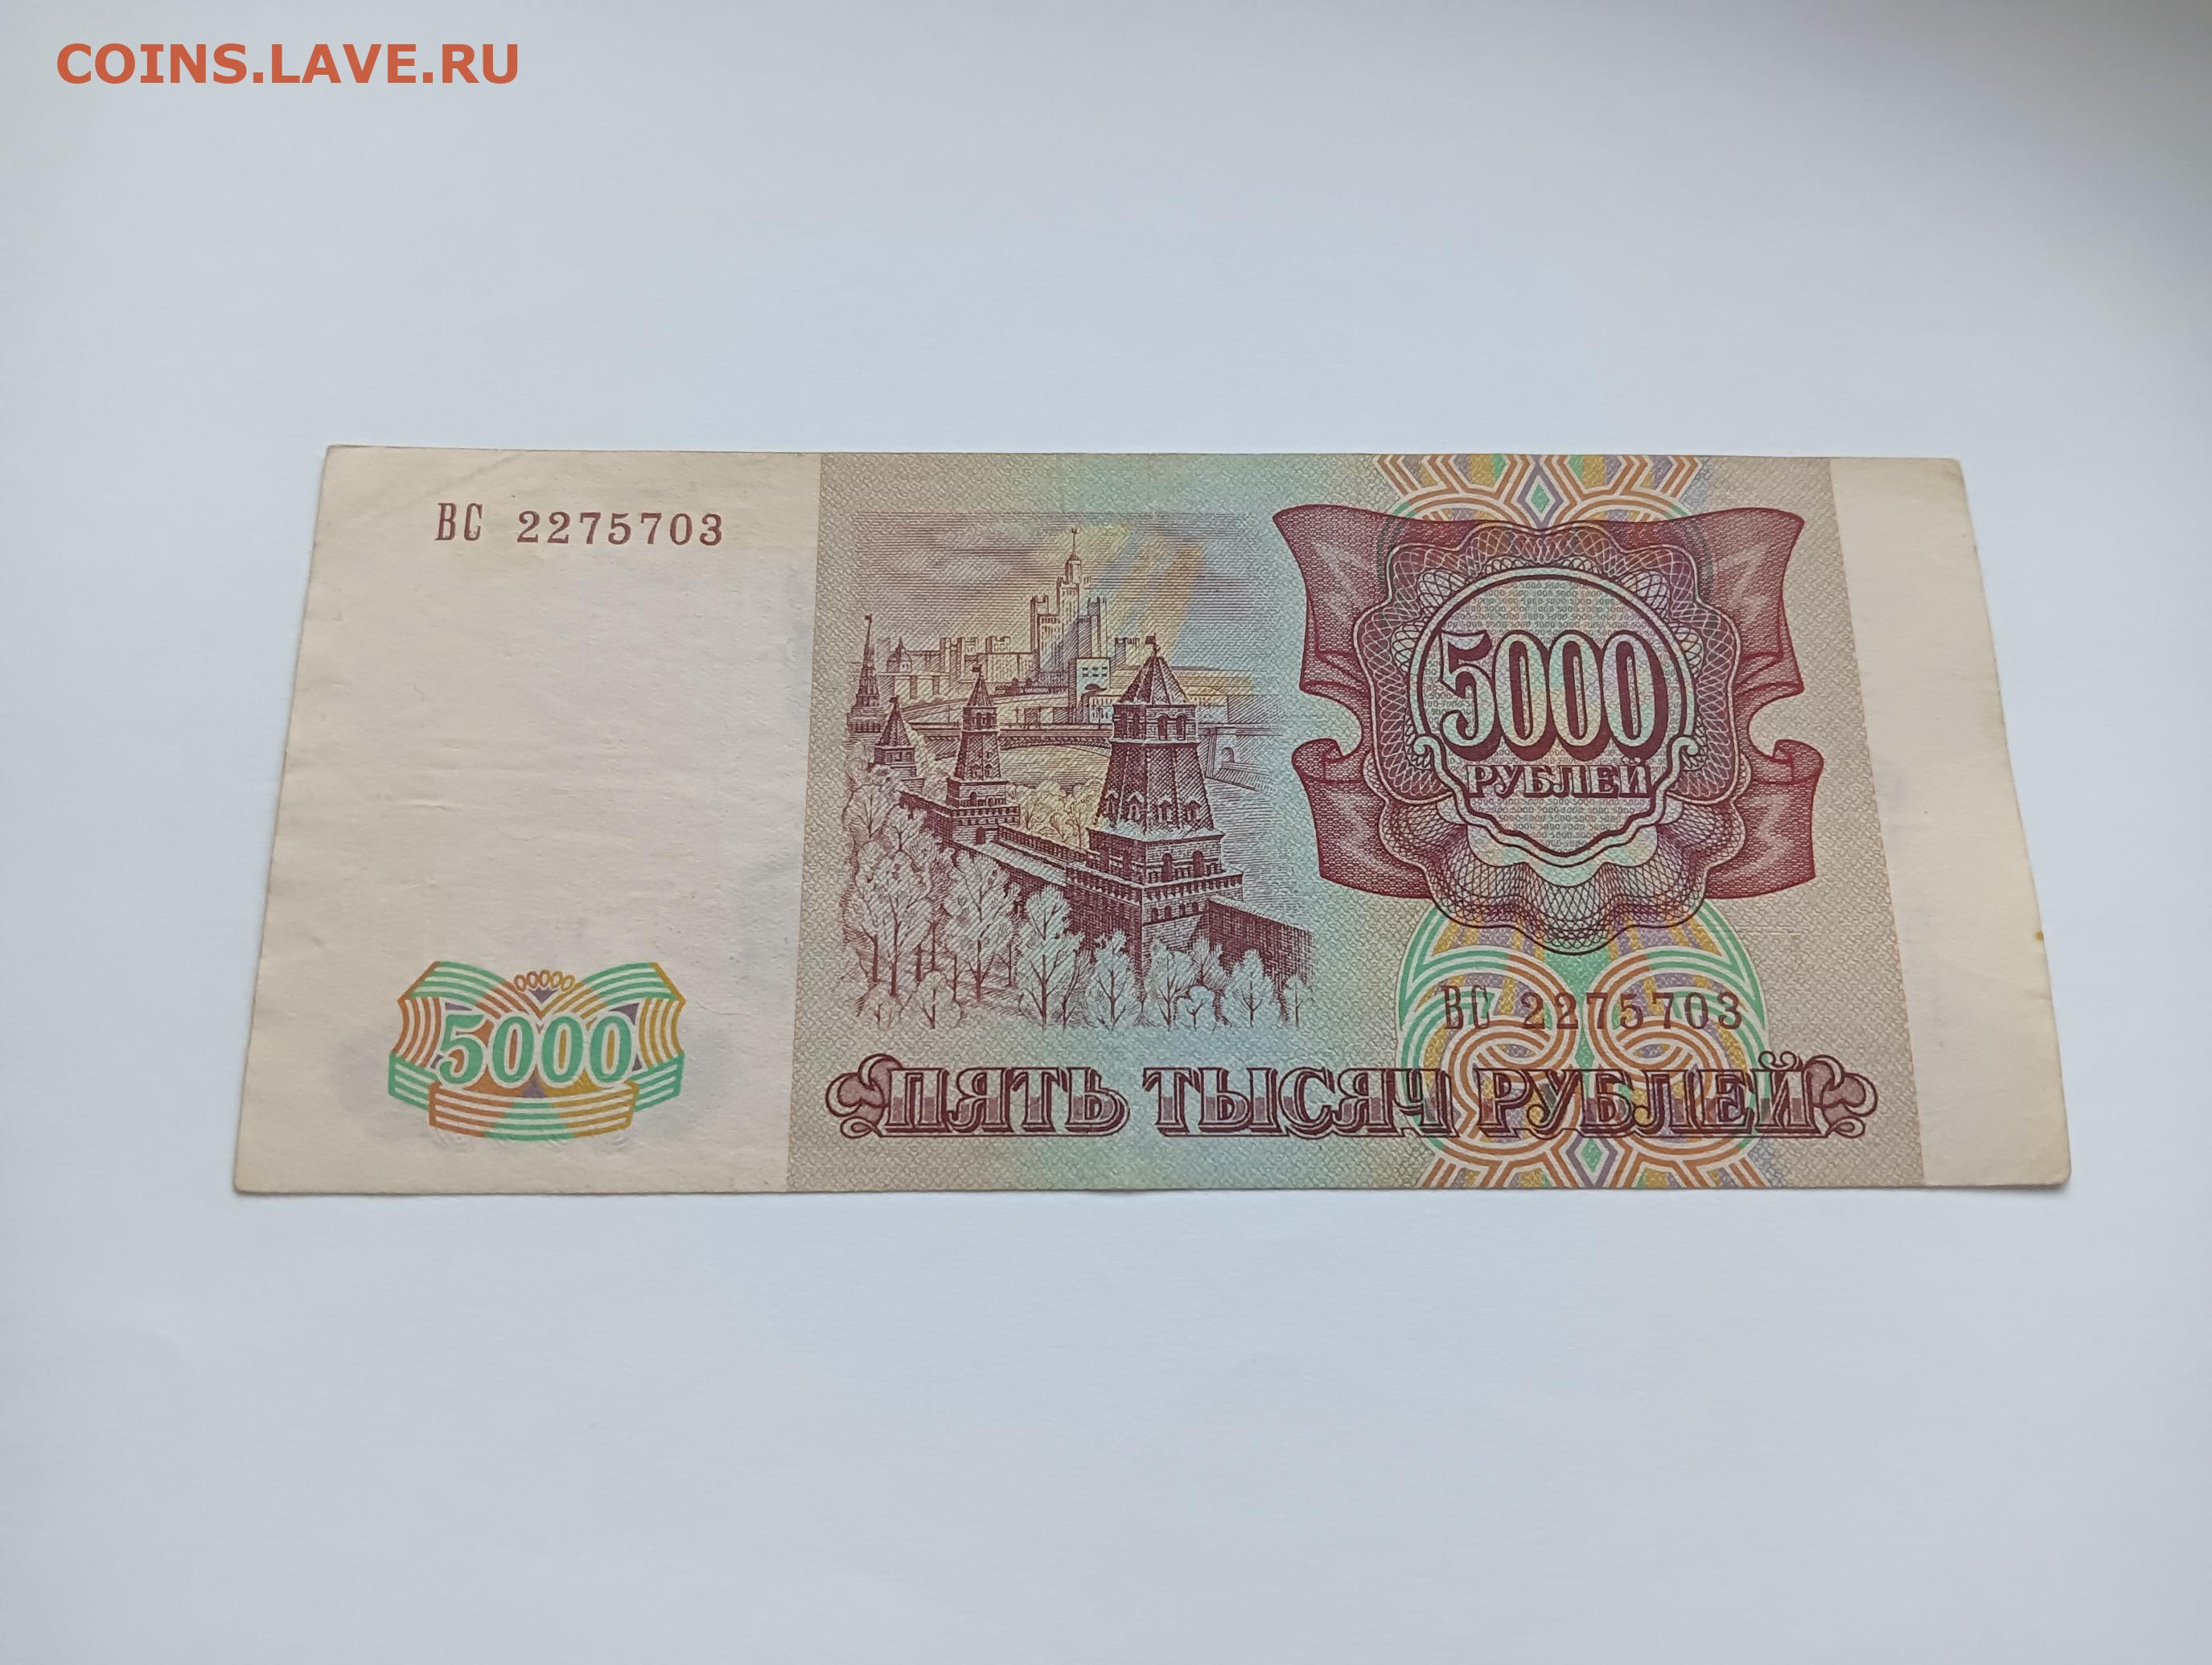 COINS.LAVE.RU
ВС 2275703
5000
РУБЛЕЙ
5000
ВС 2275703
ПЯТЬ ТЫСЯЧ РУБЛЕЙ